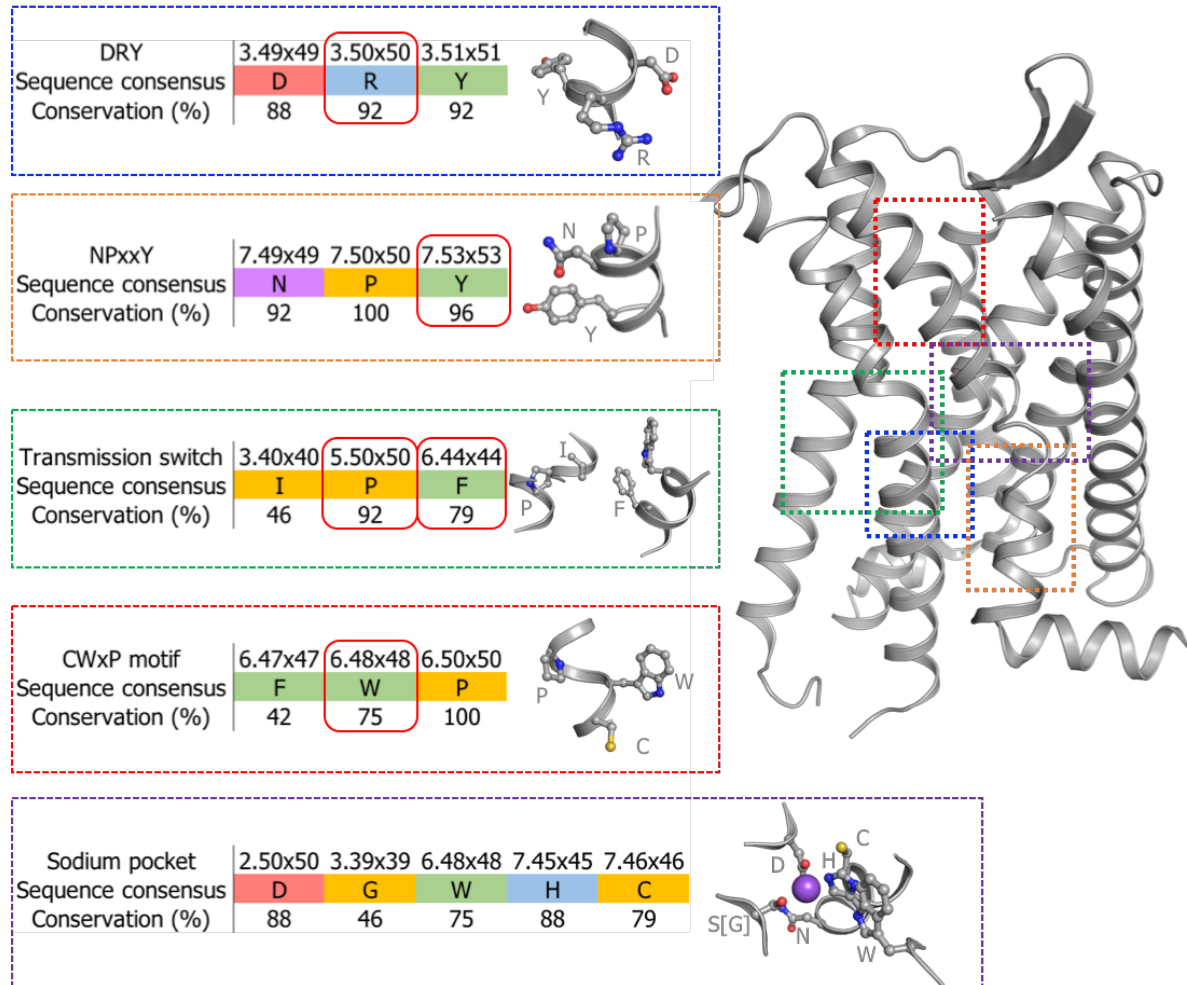 DRY 3.49x49 3.50x50 3.51x51
Sequence consensus D R Y
Conservation (%) 88 92 92
D
Y
R
NPxxY 7.49x49 7.50x50 7.53x53
Sequence consensus N P Y
Conservation (%) 92 100 96
N P
Y
Transmission switch 3.40x40 5.50x50 6.44x44
Sequence consensus I P F
Conservation (%) 46 92 79
I
P F
CWxP motif 6.47x47 6.48x48 6.50x50
Sequence consensus F W P
Conservation (%) 42 75 100
P W
C
Sodium pocket 2.50x50 3.39x39 6.48x48 7.45x45 7.46x46
Sequence consensus D G W H C
Conservation (%) 88 46 75 88 79
C
D H
S[G] N W